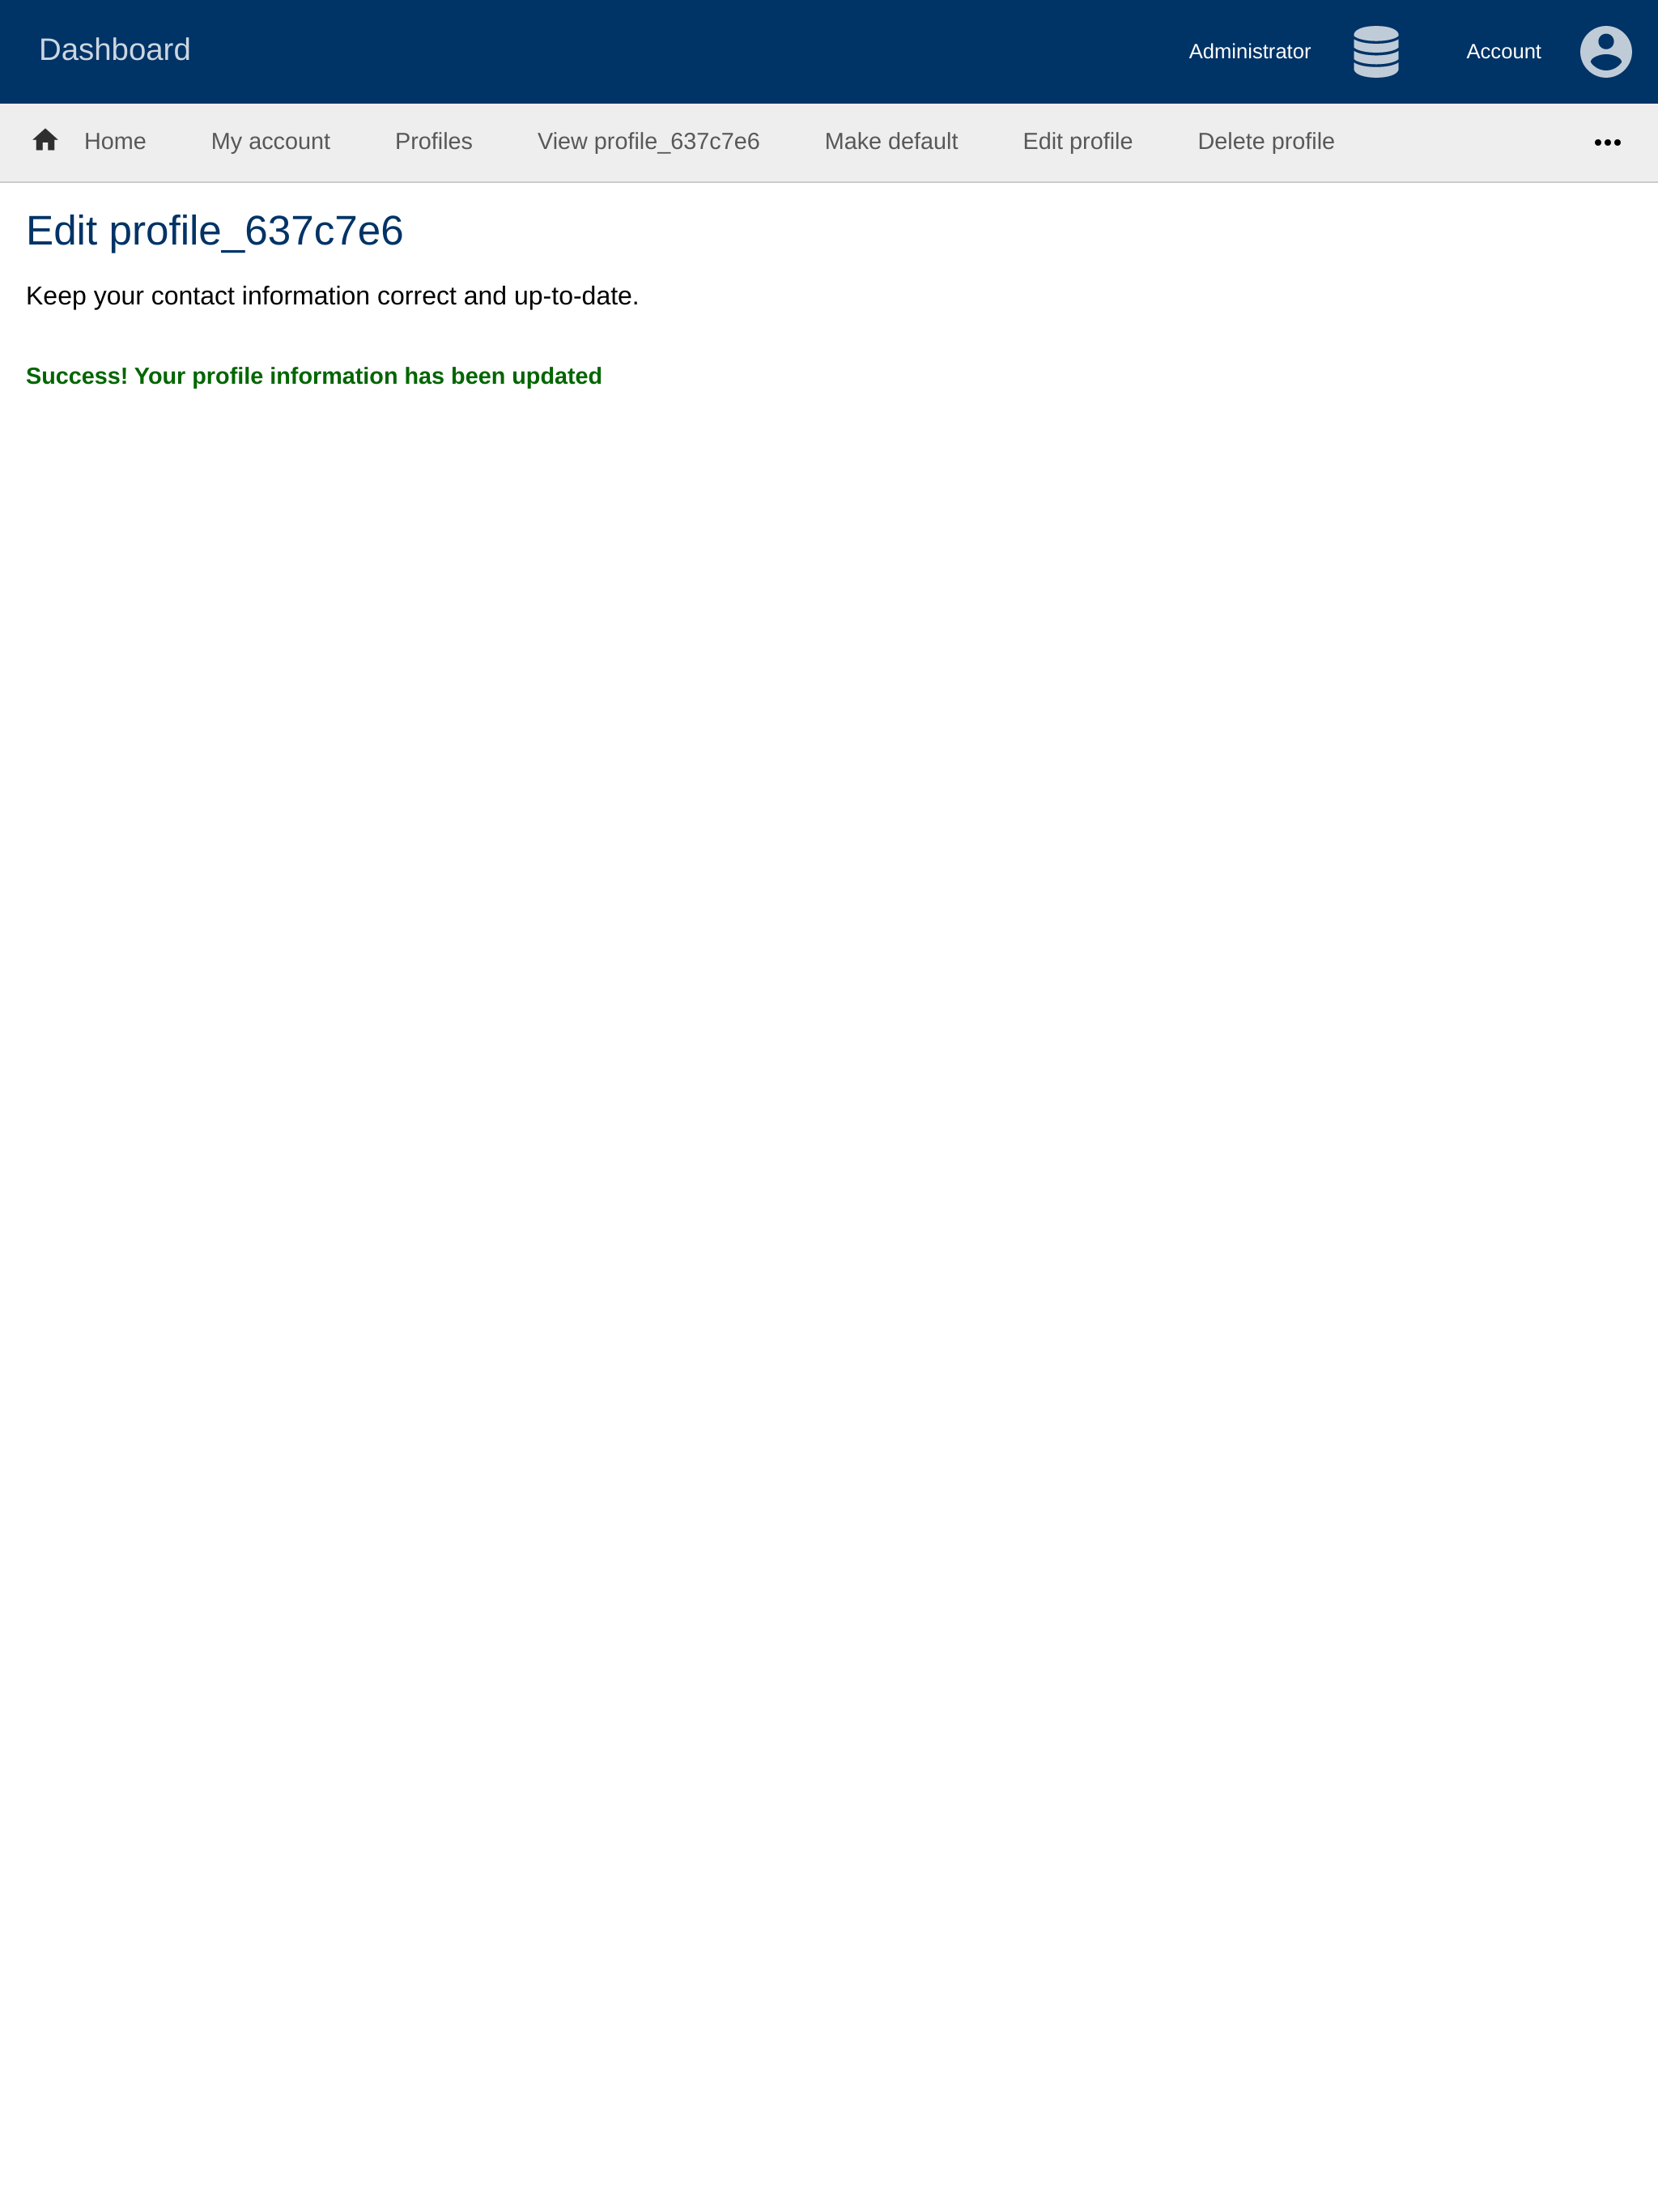 Dashboard
Administrator
Account
Home
My account
Profiles
View profile_637c7e6
Make default
Edit profile
Delete profile
Edit profile_637c7e6
Keep your contact information correct and up-to-date.
Success! Your profile information has been updated